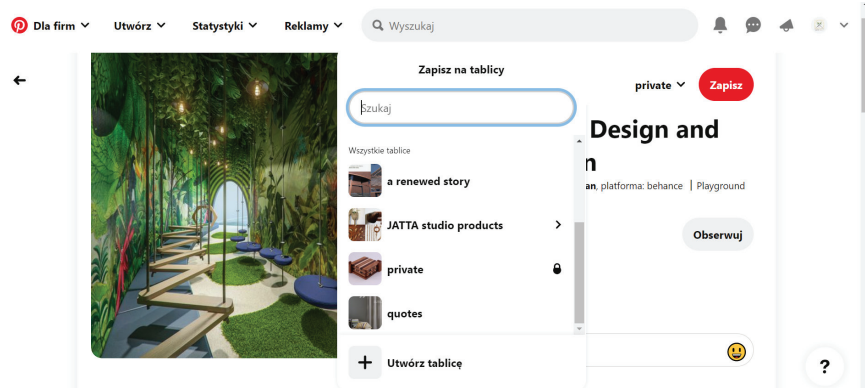 Dla firm
Utwórz
Statystyki
Reklamy
Wyszukaj
Zapisz na tablicy
Szukaj
Wszystkie tablice
a renewed story
JATTA studio products
private
quotes
Utwórz tablicę
private
Zapisz
Design and
n
an, platforma: behance | Playground
Obserwuj
?